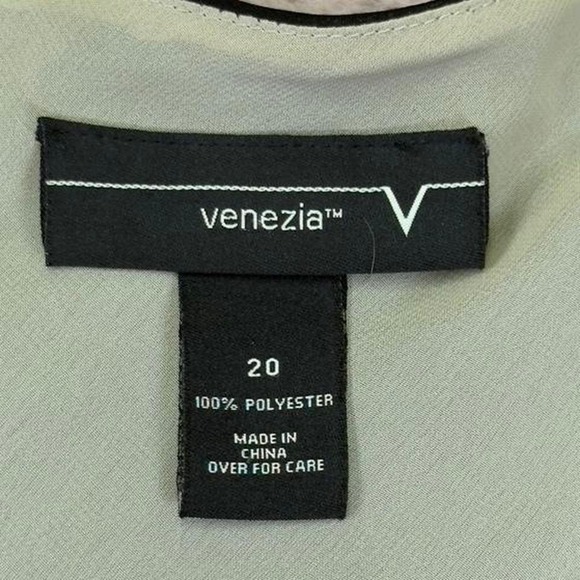 venezia™
V
20
100% POLYESTER
MADE IN
CHINA
OVER FOR CARE